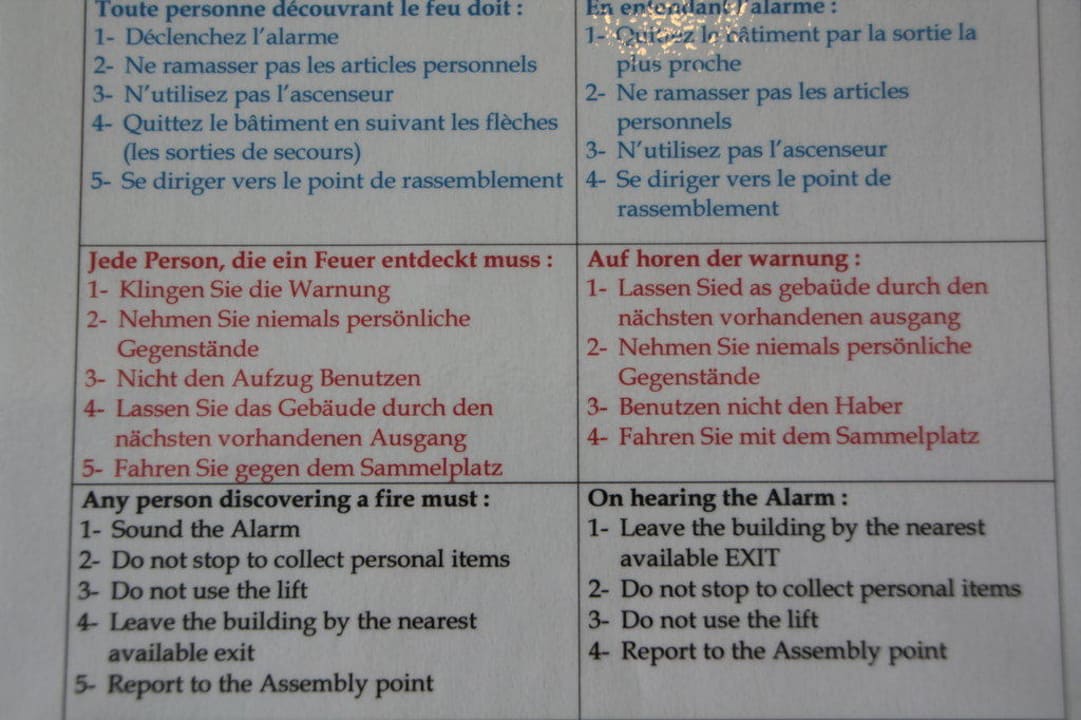 Toute personne découvrant le feu doit :
1- Déclenchez l'alarme
2- Ne ramasser pas les articles personnels
3- N'utilisez pas l'ascenseur
4- Quittez le bâtiment en suivant les flèches
(les sorties de secours)
5- Se diriger vers le point de rassemblement
En entendant l'alarme :
1- Quittez le bâtiment par la sortie la
plus proche
2- Ne ramasser pas les articles
personnels
3- N'utilisez pas l'ascenseur
4- Se diriger vers le point de
rassemblement
Jede Person, die ein Feuer entdeckt muss :
1- Klingen Sie die Warnung
2- Nehmen Sie niemals persönliche
Gegenstände
3- Nicht den Aufzug Benutzen
4- Lassen Sie das Gebäude durch den
nächsten vorhandenen Ausgang
5- Fahren Sie gegen dem Sammelplatz
Auf horen der warnung :
1- Lassen Sied as gebaüde durch den
nächsten vorhandenen ausgang
2- Nehmen Sie niemals persönliche
Gegenstände
3- Benutzen nicht den Haber
4- Fahren Sie mit dem Sammelplatz
Any person discovering a fire must :
1- Sound the Alarm
2- Do not stop to collect personal items
3- Do not use the lift
4- Leave the building by the nearest
available exit
5- Report to the Assembly point
On hearing the Alarm :
1- Leave the building by the nearest
available EXIT
2- Do not stop to collect personal items
3- Do not use the lift
4- Report to the Assembly point